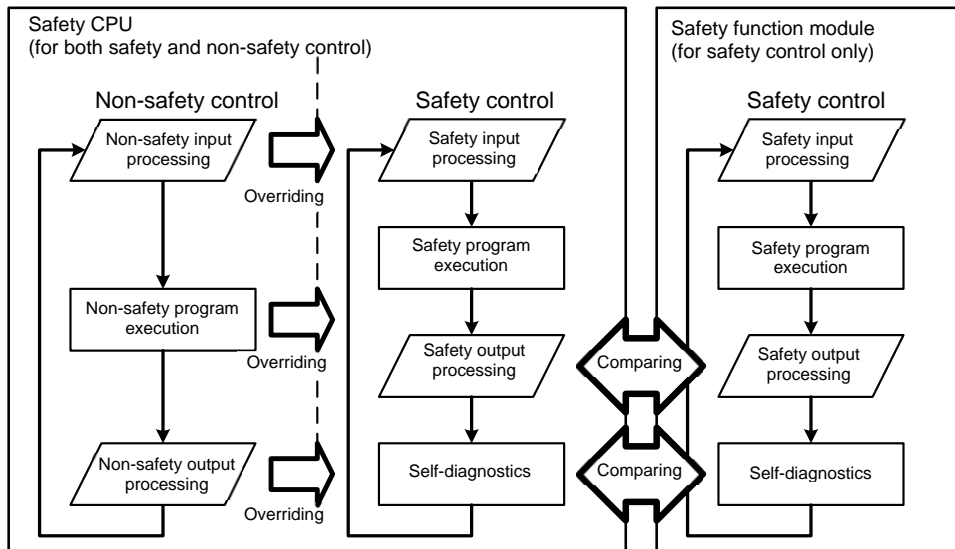 Safety CPU
(for both safety and non-safety control)
Non-safety control
Non-safety input
processing
Overriding
Non-safety program
execution
Overriding
Non-safety output
processing
Overriding
Safety control
Safety input
processing
Safety program
execution
Safety output
processing
Self-diagnostics
Comparing
Comparing
Safety function module
(for safety control only)
Safety control
Safety input
processing
Safety program
execution
Safety output
processing
Self-diagnostics